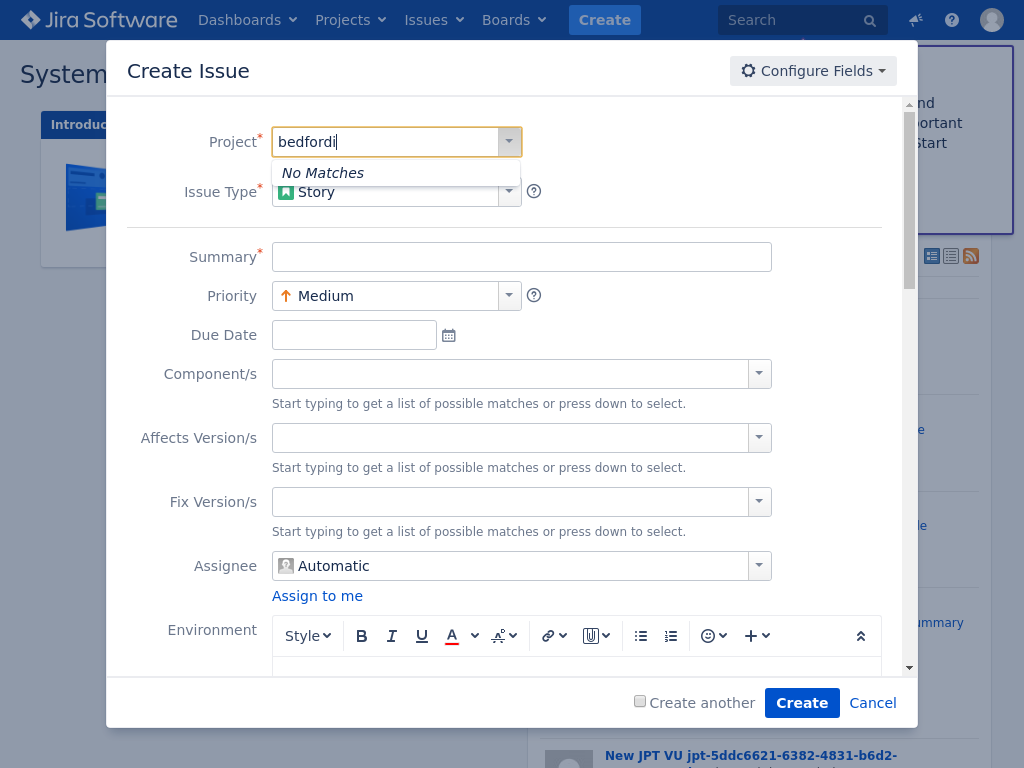 Jira Software Dashboards Projects Issues Boards Create Search
System
Introduc
nd
portant
Start
Create Issue
Configure Fields
Project*
bedfordi
No Matches
Issue Type*
Story
Summary*
Priority
Medium
Due Date
Component/s
Start typing to get a list of possible matches or press down to select.
Affects Version/s
e
Start typing to get a list of possible matches or press down to select.
Fix Version/s
le
Start typing to get a list of possible matches or press down to select.
Assignee
Automatic
Assign to me
ummary
Environment
Style B I U A
Create another Create Cancel
New JPT VU jpt-5ddc6621-6382-4831-b6d2-